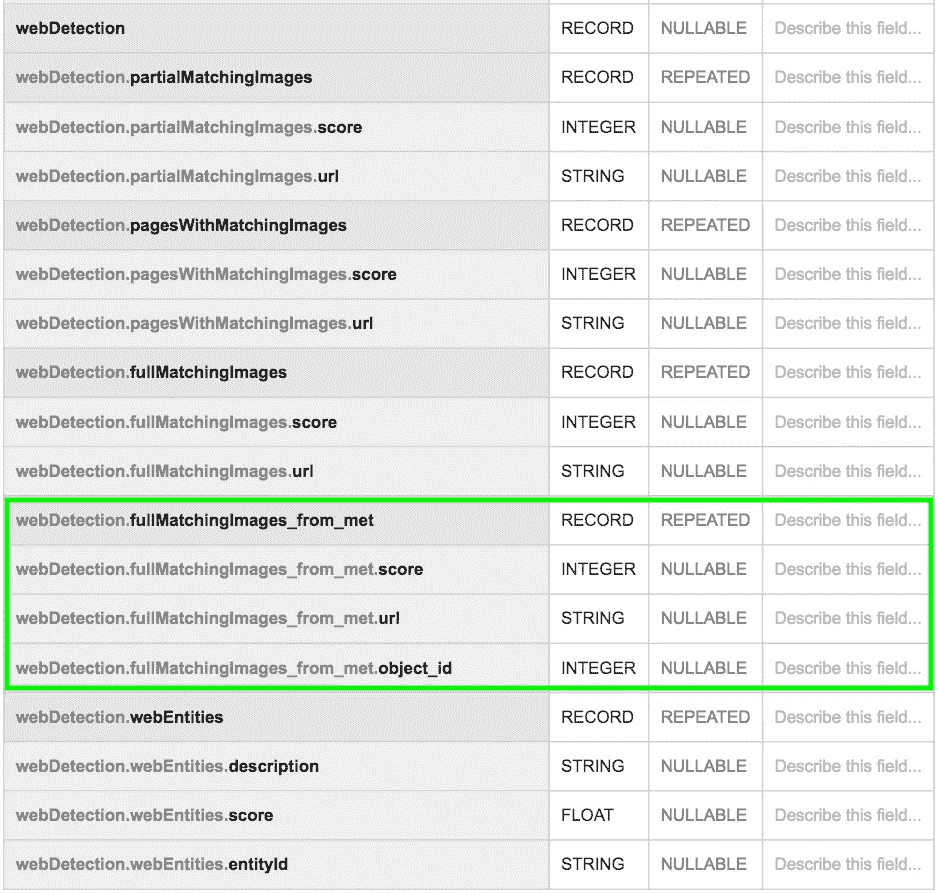 webDetection RECORD NULLABLE Describe this field...
webDetection.partialMatchingImages RECORD REPEATED Describe this field...
webDetection.partialMatchingImages.score INTEGER NULLABLE Describe this field...
webDetection.partialMatchingImages.url STRING NULLABLE Describe this field...
webDetection.pagesWithMatchingImages RECORD REPEATED Describe this field...
webDetection.pagesWithMatchingImages.score INTEGER NULLABLE Describe this field...
webDetection.pagesWithMatchingImages.url STRING NULLABLE Describe this field...
webDetection.fullMatchingImages RECORD REPEATED Describe this field...
webDetection.fullMatchingImages.score INTEGER NULLABLE Describe this field...
webDetection.fullMatchingImages.url STRING NULLABLE Describe this field...
webDetection.fullMatchingImages_from_met RECORD REPEATED Describe this field...
webDetection.fullMatchingImages_from_met.score INTEGER NULLABLE Describe this field...
webDetection.fullMatchingImages_from_met.url STRING NULLABLE Describe this field...
webDetection.fullMatchingImages_from_met.object_id INTEGER NULLABLE Describe this field...
webDetection.webEntities RECORD REPEATED Describe this field...
webDetection.webEntities.description STRING NULLABLE Describe this field...
webDetection.webEntities.score FLOAT NULLABLE Describe this field...
webDetection.webEntities.entityId STRING NULLABLE Describe this field...